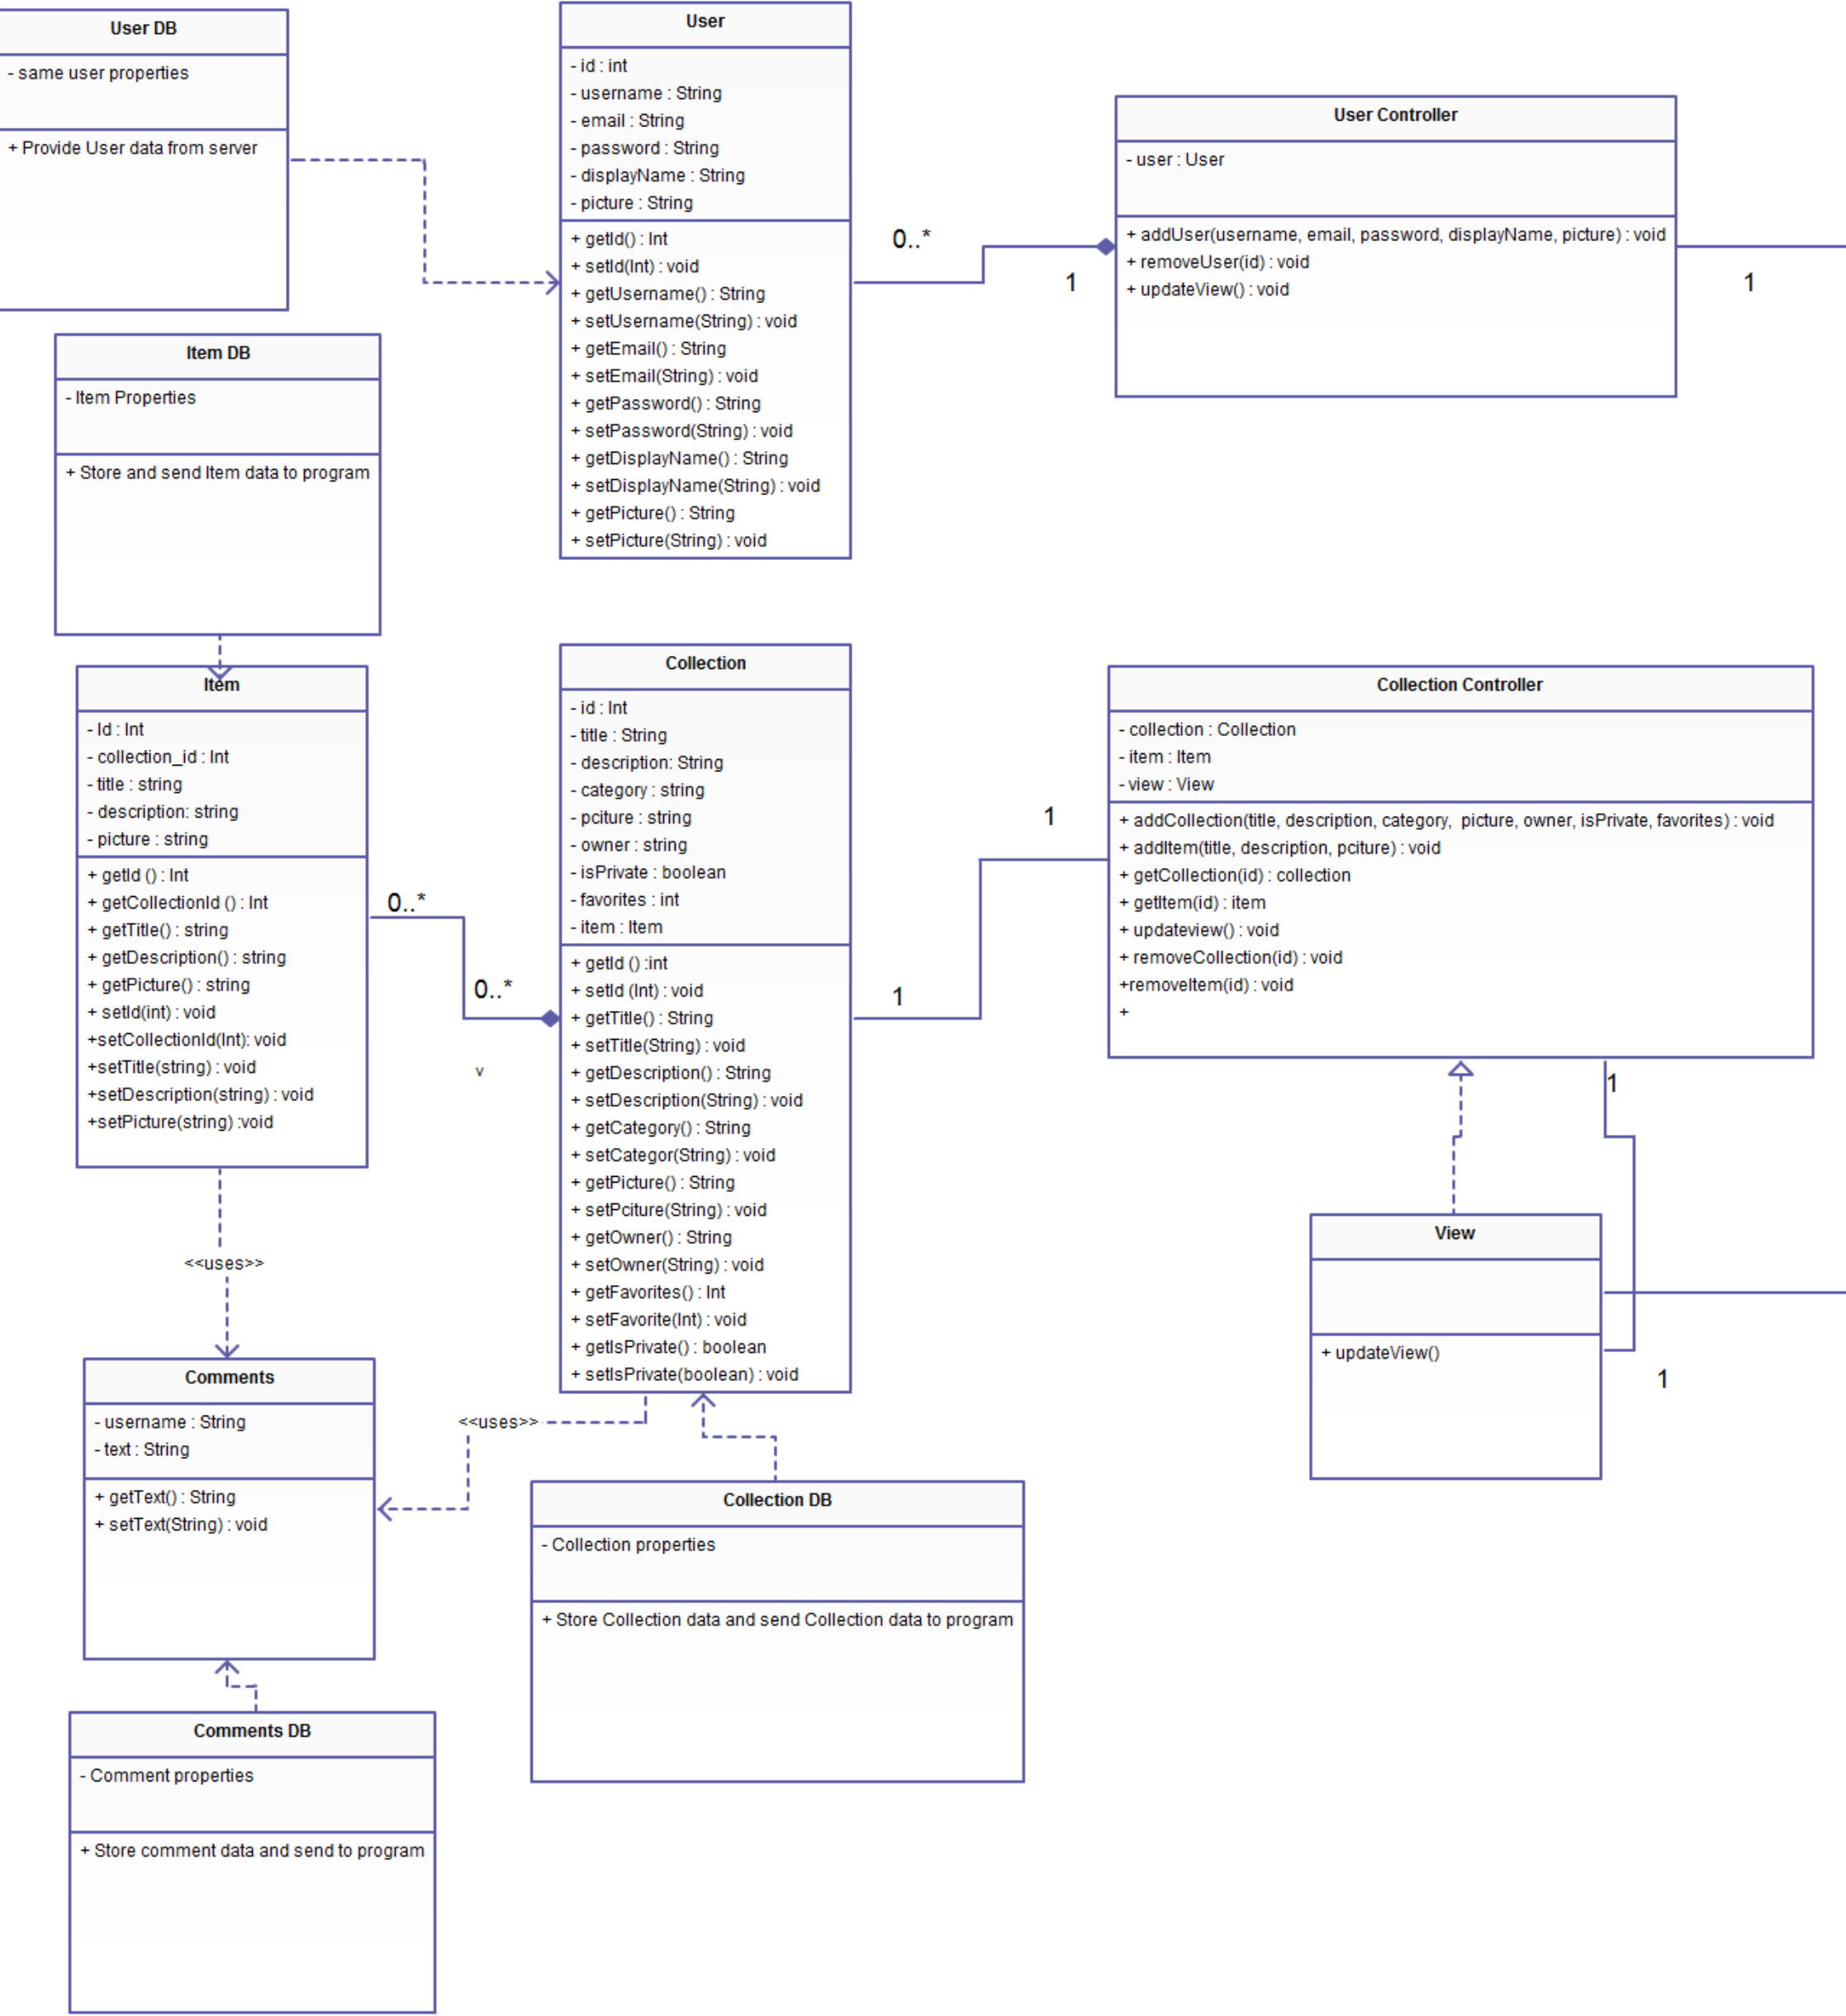 User DB
- same user properties
+ Provide User data from server
User
- id : int
- username : String
- email : String
- password : String
- displayName : String
- picture : String
+ getId() : Int
+ setId(Int) : void
+ getUsername() : String
+ setUsername(String) : void
+ getEmail() : String
+ setEmail(String) : void
+ getPassword() : String
+ setPassword(String) : void
+ getDisplayName() : String
+ setDisplayName(String) : void
+ getPicture() : String
+ setPicture(String) : void
0..*
1
User Controller
- user : User
+ addUser(username, email, password, displayName, picture) : void
+ removeUser(id) : void
+ updateView() : void
1
Item DB
- Item Properties
+ Store and send Item data to program
Item
- Id : Int
- collection_id : Int
- title : string
- description: string
- picture : string
+ getId () : Int
+ getCollectionId () : Int
+ getTitle() : string
+ getDescription() : string
+ getPicture() : string
+ setId(int) : void
+setCollectionId(Int): void
+setTitle(string) : void
+setDescription(string) : void
+setPicture(string) :void
0..*
0..*
v
Collection
- id : Int
- title : String
- description: String
- category : string
- pciture : string
- owner : string
- isPrivate : boolean
- favorites : int
- item : Item
+ getId () :int
+ setId (Int) : void
+ getTitle() : String
+ setTitle(String) : void
+ getDescription() : String
+ setDescription(String) : void
+ getCategory() : String
+ setCategor(String) : void
+ getPicture() : String
+ setPciture(String) : void
+ getOwner() : String
+ setOwner(String) : void
+ getFavorites() : Int
+ setFavorite(Int) : void
+ getIsPrivate() : boolean
+ setIsPrivate(boolean) : void
1
1
Collection Controller
- collection : Collection
- item : Item
- view : View
+ addCollection(title, description, category,  picture, owner, isPrivate, favorites) : void
+ addItem(title, description, pciture) : void
+ getCollection(id) : collection
+ getItem(id) : item
+ updateview() : void
+ removeCollection(id) : void
+removeItem(id) : void
+
1
View
+ updateView()
1
<<uses>>
Comments
- username : String
- text : String
+ getText() : String
+ setText(String) : void
<<uses>>
Collection DB
- Collection properties
+ Store Collection data and send Collection data to program
Comments DB
- Comment properties
+ Store comment data and send to program